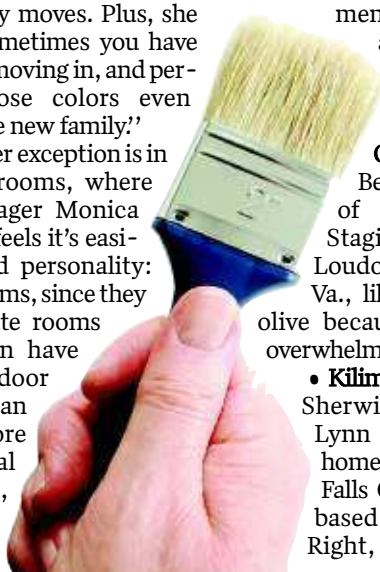 y moves. Plus, she
metimes you have
moving in, and per-
ose colors even
e new family."
er exception is in
rooms, where
ager Monica
feels it's easi-
d personality:
ms, since they
te rooms
n have
door
an
ore
al
,
men
a
C
Be
of
Stagi
Loudo
Va., lik
olive becau
overwhelm
• Kilim
Sherwi
Lynn
home
Falls C
based
Right,